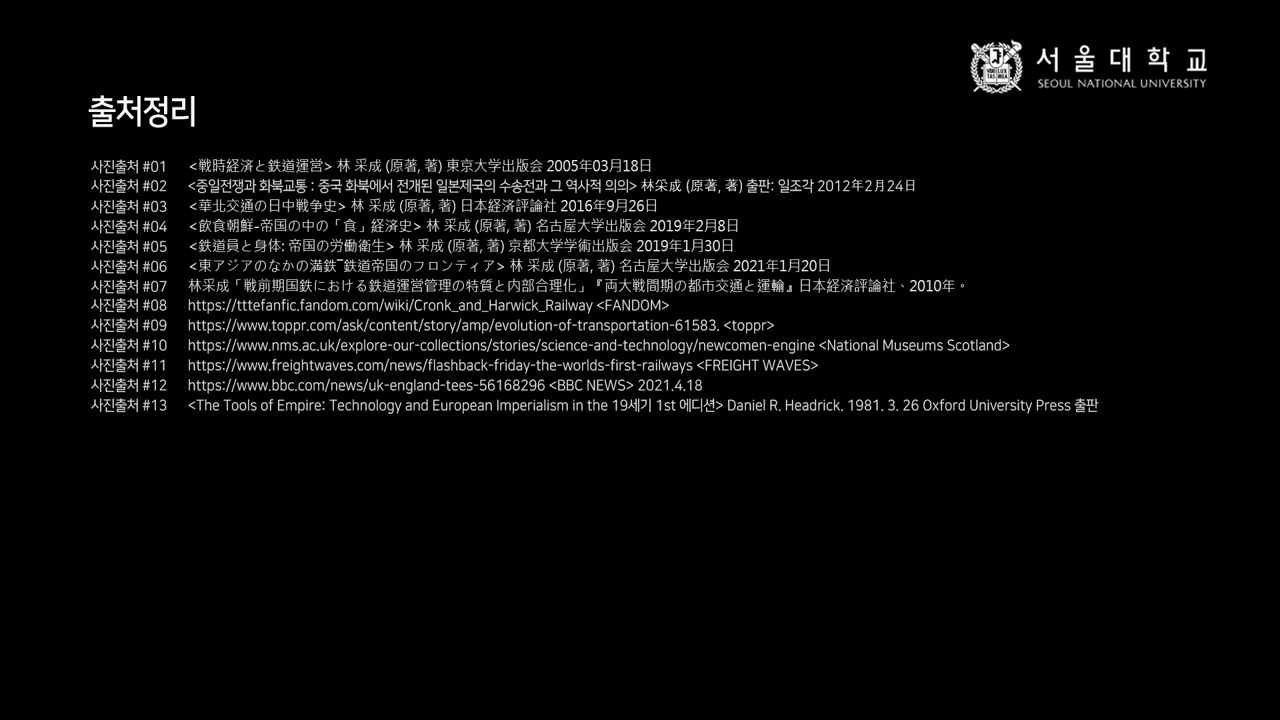 서울대학교
SEOUL NATIONAL UNIVERSITY
출처정리
사진출처 #01 <戦時経済と鉄道運営> 林 采成 (原著, 著) 東京大学出版会 2005年03月18日
사진출처 #02 <중일전쟁과 화북교통 : 중국 화북에서 전개된 일본제국의 수송전과 그 역사적 의의> 林采成 (原著, 著) 출판: 일조각 2012年2月24日
사진출처 #03 <華北交通の日中戦争史> 林 采成 (原著, 著) 日本経済評論社 2016年9月26日
사진출처 #04 <飲食朝鮮-帝国の中の「食」経済史> 林 采成 (原著, 著) 名古屋大学出版会 2019年2月8日
사진출처 #05 <鉄道員と身体: 帝国の労働衛生> 林 采成 (原著, 著) 京都大学学術出版会 2019年1月30日
사진출처 #06 <東アジアのなかの満鉄‾鉄道帝国のフロンティア> 林 采成 (原著, 著) 名古屋大学出版会 2021年1月20日
사진출처 #07 林采成「戦前期国鉄における鉄道運営管理の特質と内部合理化」『両大戦間期の都市交通と運輸』日本経済評論社、2010年。
사진출처 #08 https://tttefanfic.fandom.com/wiki/Cronk_and_Harwick_Railway <FANDOM>
사진출처 #09 https://www.toppr.com/ask/content/story/amp/evolution-of-transportation-61583. <toppr>
사진출처 #10 https://www.nms.ac.uk/explore-our-collections/stories/science-and-technology/newcomen-engine <National Museums Scotland>
사진출처 #11 https://www.freightwaves.com/news/flashback-friday-the-worlds-first-railways <FREIGHT WAVES>
사진출처 #12 https://www.bbc.com/news/uk-england-tees-56168296 <BBC NEWS> 2021.4.18
사진출처 #13 <The Tools of Empire: Technology and European Imperialism in the 19세기 1st 에디션> Daniel R. Headrick. 1981. 3. 26 Oxford University Press 출판